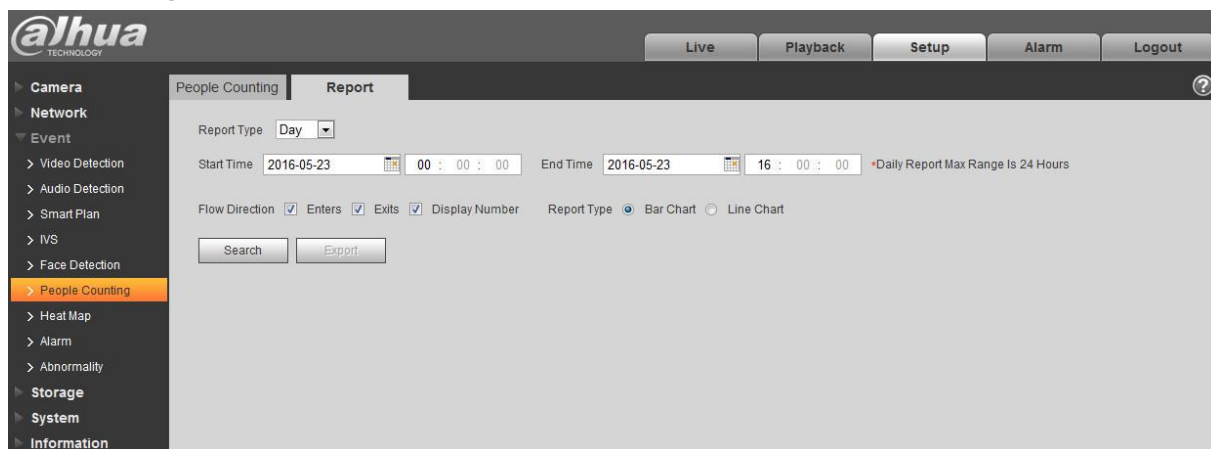 alhua
TECHNOLOGY
Live Playback Setup Alarm Logout
Camera
Network
Event
Video Detection
Audio Detection
Smart Plan
IVS
Face Detection
People Counting
Heat Map
Alarm
Abnormality
Storage
System
Information
People Counting Report
?
Report Type Day
Start Time 2016-05-23 00 : 00 : 00 End Time 2016-05-23 16 : 00 : 00 *Daily Report Max Range Is 24 Hours
Flow Direction Enters Exits Display Number Report Type Bar Chart Line Chart
Search Export